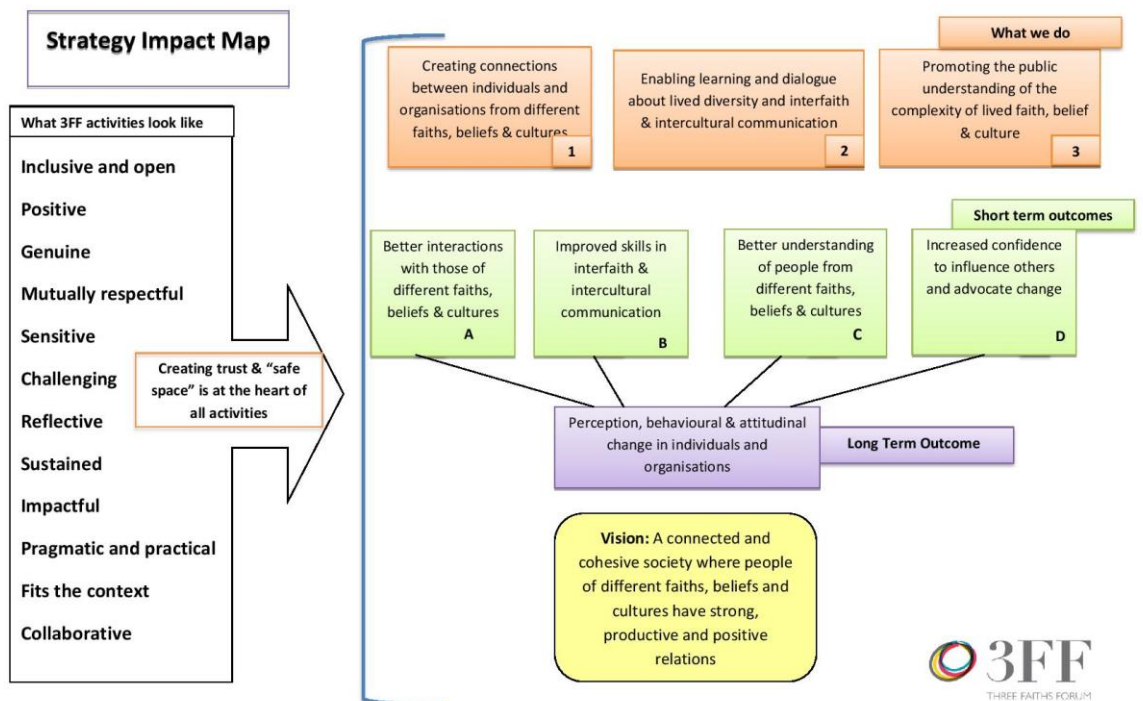 Strategy Impact Map
What 3FF activities look like
Inclusive and open
Positive
Genuine
Mutually respectful
Sensitive
Challenging
Reflective
Sustained
Impactful
Pragmatic and practical
Fits the context
Collaborative
Creating trust & “safe
space” is at the heart of
all activities
What we do
Creating connections
between individuals and
organisations from different
faiths, beliefs & cultures
1
Enabling learning and dialogue
about lived diversity and interfaith
& intercultural communication
2
Promoting the public
understanding of the
complexity of lived faith, belief
& culture
3
Short term outcomes
Better interactions
with those of
different faiths,
beliefs & cultures
A
Improved skills in
interfaith &
intercultural
communication
B
Better understanding
of people from
different faiths,
beliefs & cultures
C
Increased confidence
to influence others
and advocate change
D
Perception, behavioural & attitudinal
change in individuals and
organisations
Long Term Outcome
Vision: A connected and
cohesive society where people
of different faiths, beliefs and
cultures have strong,
productive and positive
relations
3FF
THREE FAITHS FORUM